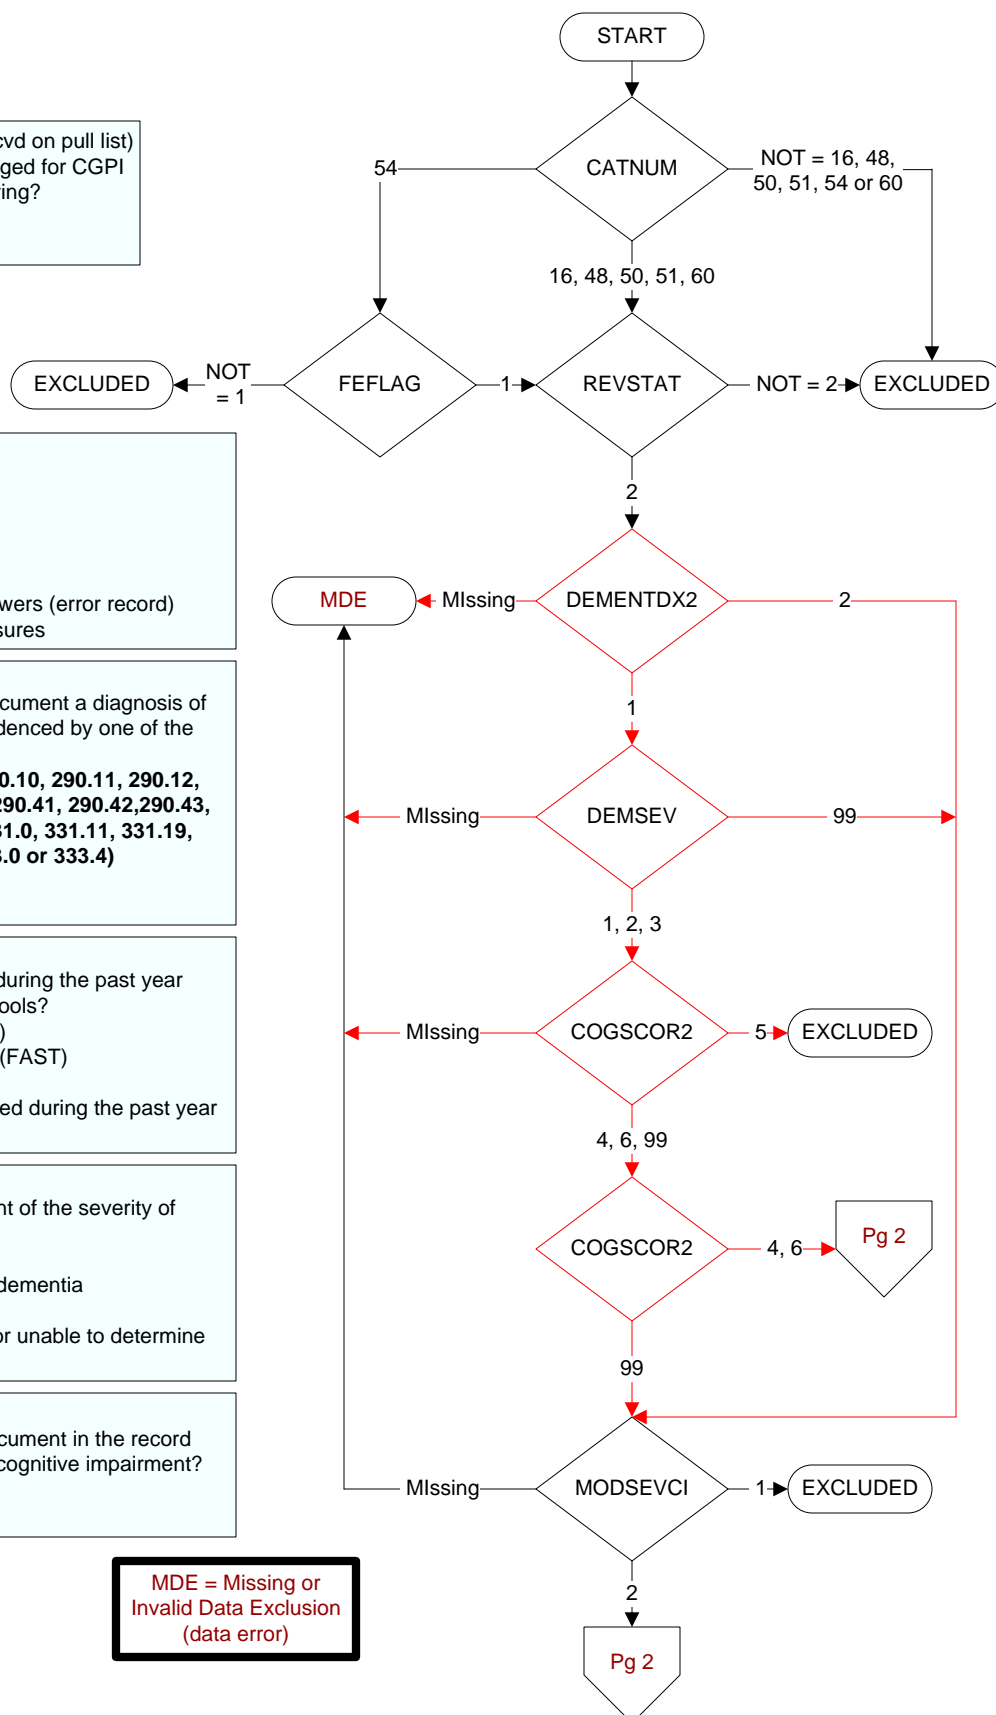 START
cvd on pull list)
ged for CGPI
ring?
54
CATNUM
NOT = 16, 48,
50, 51, 54 or 60
16, 48, 50, 51, 60
EXCLUDED
NOT
= 1
FEFLAG
1
REVSTAT
NOT = 2
EXCLUDED
2
wers (error record)
sures
MDE
MIssing
DEMENTDX2
2
1
cument a diagnosis of
denced by one of the
0.10, 290.11, 290.12,
290.41, 290.42,290.43,
31.0, 331.11, 331.19,
3.0 or 333.4)
MIssing
DEMSEV
99
1, 2, 3
during the past year
ools?
)
(FAST)
ed during the past year
MIssing
COGSCOR2
5
EXCLUDED
4, 6, 99
nt of the severity of
dementia
or unable to determine
COGSCOR2
4, 6
Pg 2
99
cument in the record
cognitive impairment?
MIssing
MODSEVCI
1
EXCLUDED
2
MDE = Missing or
Invalid Data Exclusion
(data error)
Pg 2